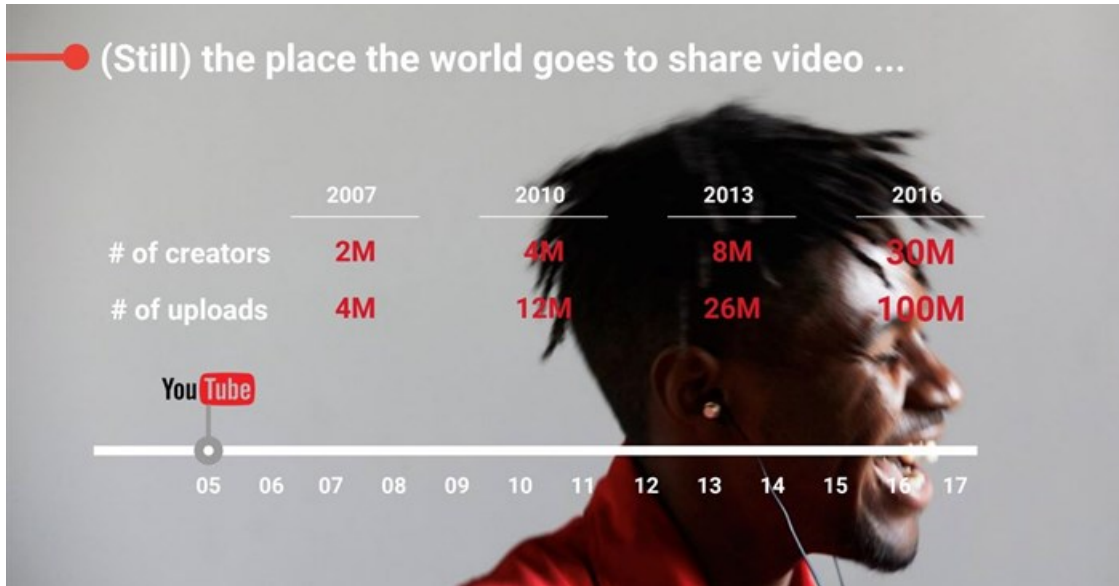 (Still) the place the world goes to share video ...
2007 2010 2013 2016
# of creators 2M 4M 8M 30M
# of uploads 4M 12M 26M 100M
YouTube
05 06 07 08 09 10 11 12 13 14 15 16 17